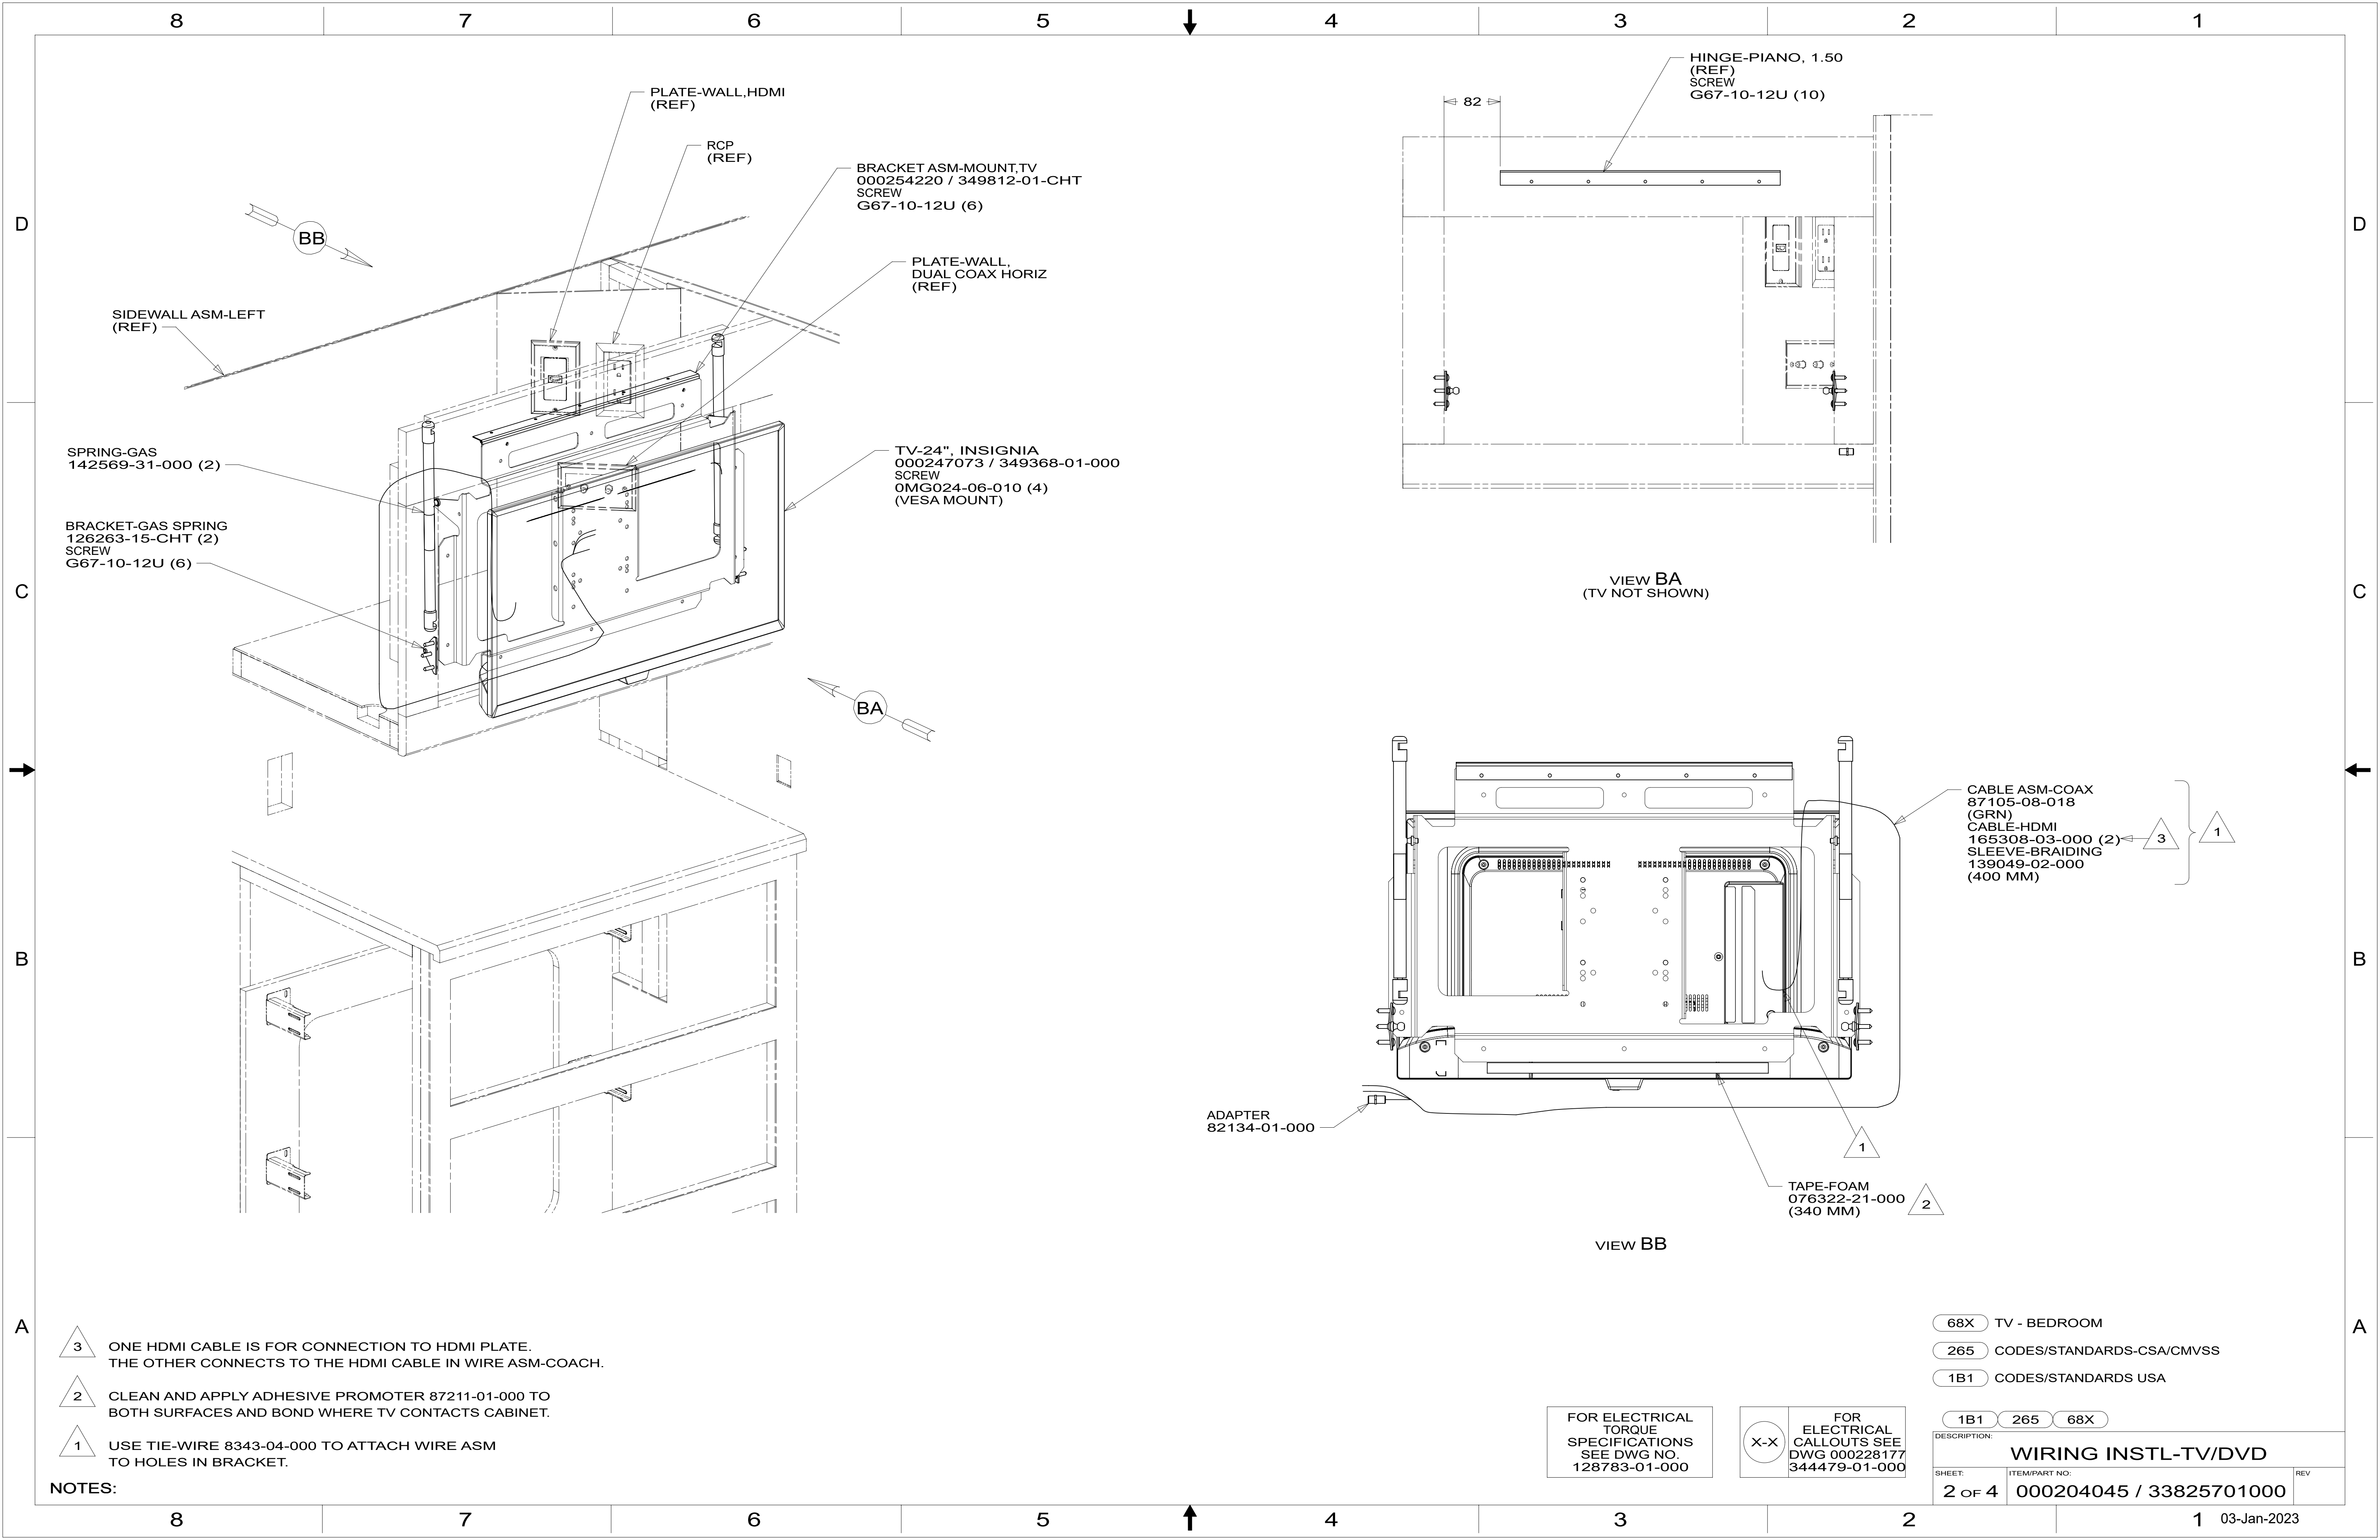 8 7 6 5 4 3 2 1
D
C
B
A
D
C
B
A
PLATE-WALL,HDMI
(REF)
RCP
(REF)
BRACKET ASM-MOUNT,TV
000254220 / 349812-01-CHT
SCREW
G67-10-12U (6)
PLATE-WALL,
DUAL COAX HORIZ
(REF)
BB
SIDEWALL ASM-LEFT
(REF)
SPRING-GAS
142569-31-000 (2)
BRACKET-GAS SPRING
126263-15-CHT (2)
SCREW
G67-10-12U (6)
TV-24", INSIGNIA
000247073 / 349368-01-000
SCREW
0MG024-06-010 (4)
(VESA MOUNT)
BA
HINGE-PIANO, 1.50
(REF)
SCREW
G67-10-12U (10)
82
VIEW BA
(TV NOT SHOWN)
CABLE ASM-COAX
87105-08-018
(GRN)
CABLE-HDMI
165308-03-000 (2)
SLEEVE-BRAIDING
139049-02-000
(400 MM)
3
1
ADAPTER
82134-01-000
1
TAPE-FOAM
076322-21-000
(340 MM)
2
VIEW BB
3 ONE HDMI CABLE IS FOR CONNECTION TO HDMI PLATE.
THE OTHER CONNECTS TO THE HDMI CABLE IN WIRE ASM-COACH.
2 CLEAN AND APPLY ADHESIVE PROMOTER 87211-01-000 TO
BOTH SURFACES AND BOND WHERE TV CONTACTS CABINET.
1 USE TIE-WIRE 8343-04-000 TO ATTACH WIRE ASM
TO HOLES IN BRACKET.
NOTES:
FOR ELECTRICAL
TORQUE
SPECIFICATIONS
SEE DWG NO.
128783-01-000
X-X
FOR
ELECTRICAL
CALLOUTS SEE
DWG 000228177
344479-01-000
68X TV - BEDROOM
265 CODES/STANDARDS-CSA/CMVSS
1B1 CODES/STANDARDS USA
1B1 265 68X
DESCRIPTION:
WIRING INSTL-TV/DVD
SHEET: ITEM/PART NO: REV
2 OF 4 000204045 / 33825701000
8 7 6 5 4 3 2 1
03-Jan-2023